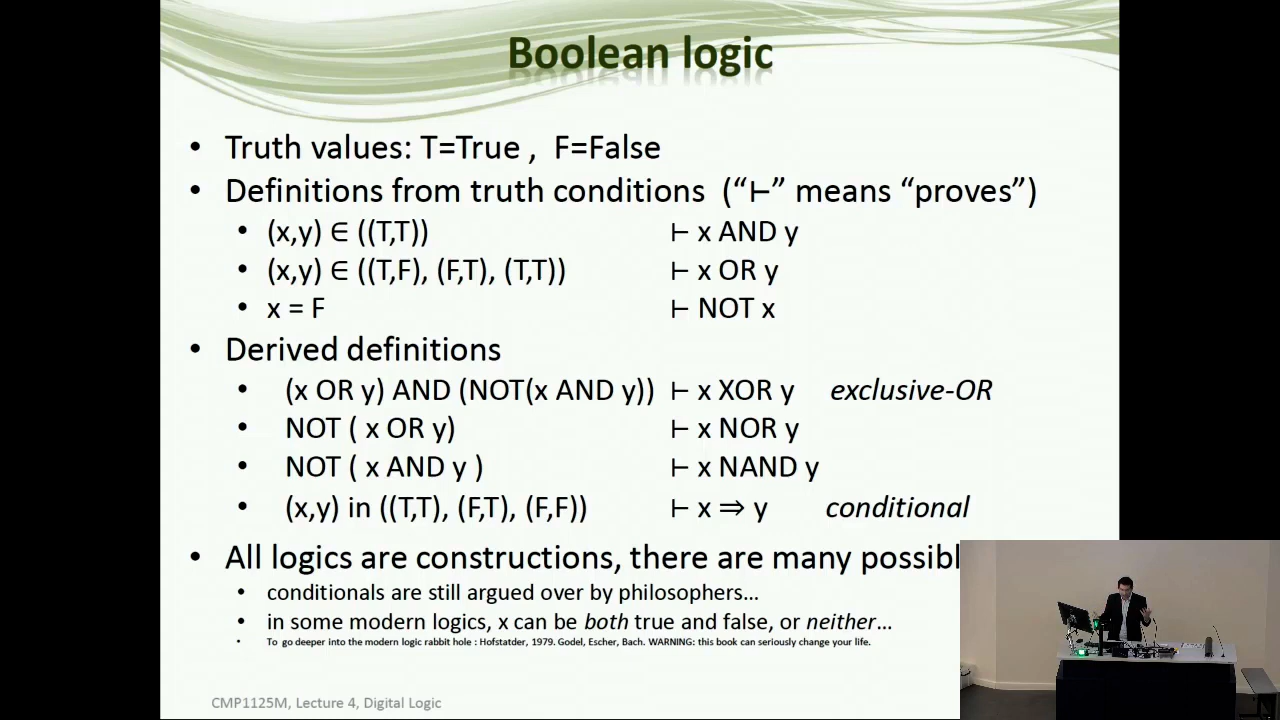 Boolean logic
• Truth values: T=True , F=False
• Definitions from truth conditions (“⊢” means “proves”)
• (x,y) ∈ ((T,T)) ⊢ x AND y
• (x,y) ∈ ((T,F), (F,T), (T,T)) ⊢ x OR y
• x = F ⊢ NOT x
• Derived definitions
• (x OR y) AND (NOT(x AND y)) ⊢ x XOR y exclusive-OR
• NOT ( x OR y) ⊢ x NOR y
• NOT ( x AND y ) ⊢ x NAND y
• (x,y) in ((T,T), (F,T), (F,F)) ⊢ x ⇒ y conditional
• All logics are constructions, there are many possibl
• conditionals are still argued over by philosophers…
• in some modern logics, x can be both true and false, or neither…
• To go deeper into the modern logic rabbit hole : Hofstatder, 1979. Godel, Escher, Bach. WARNING: this book can seriously change your life.
CMP1125M, Lecture 4, Digital Logic